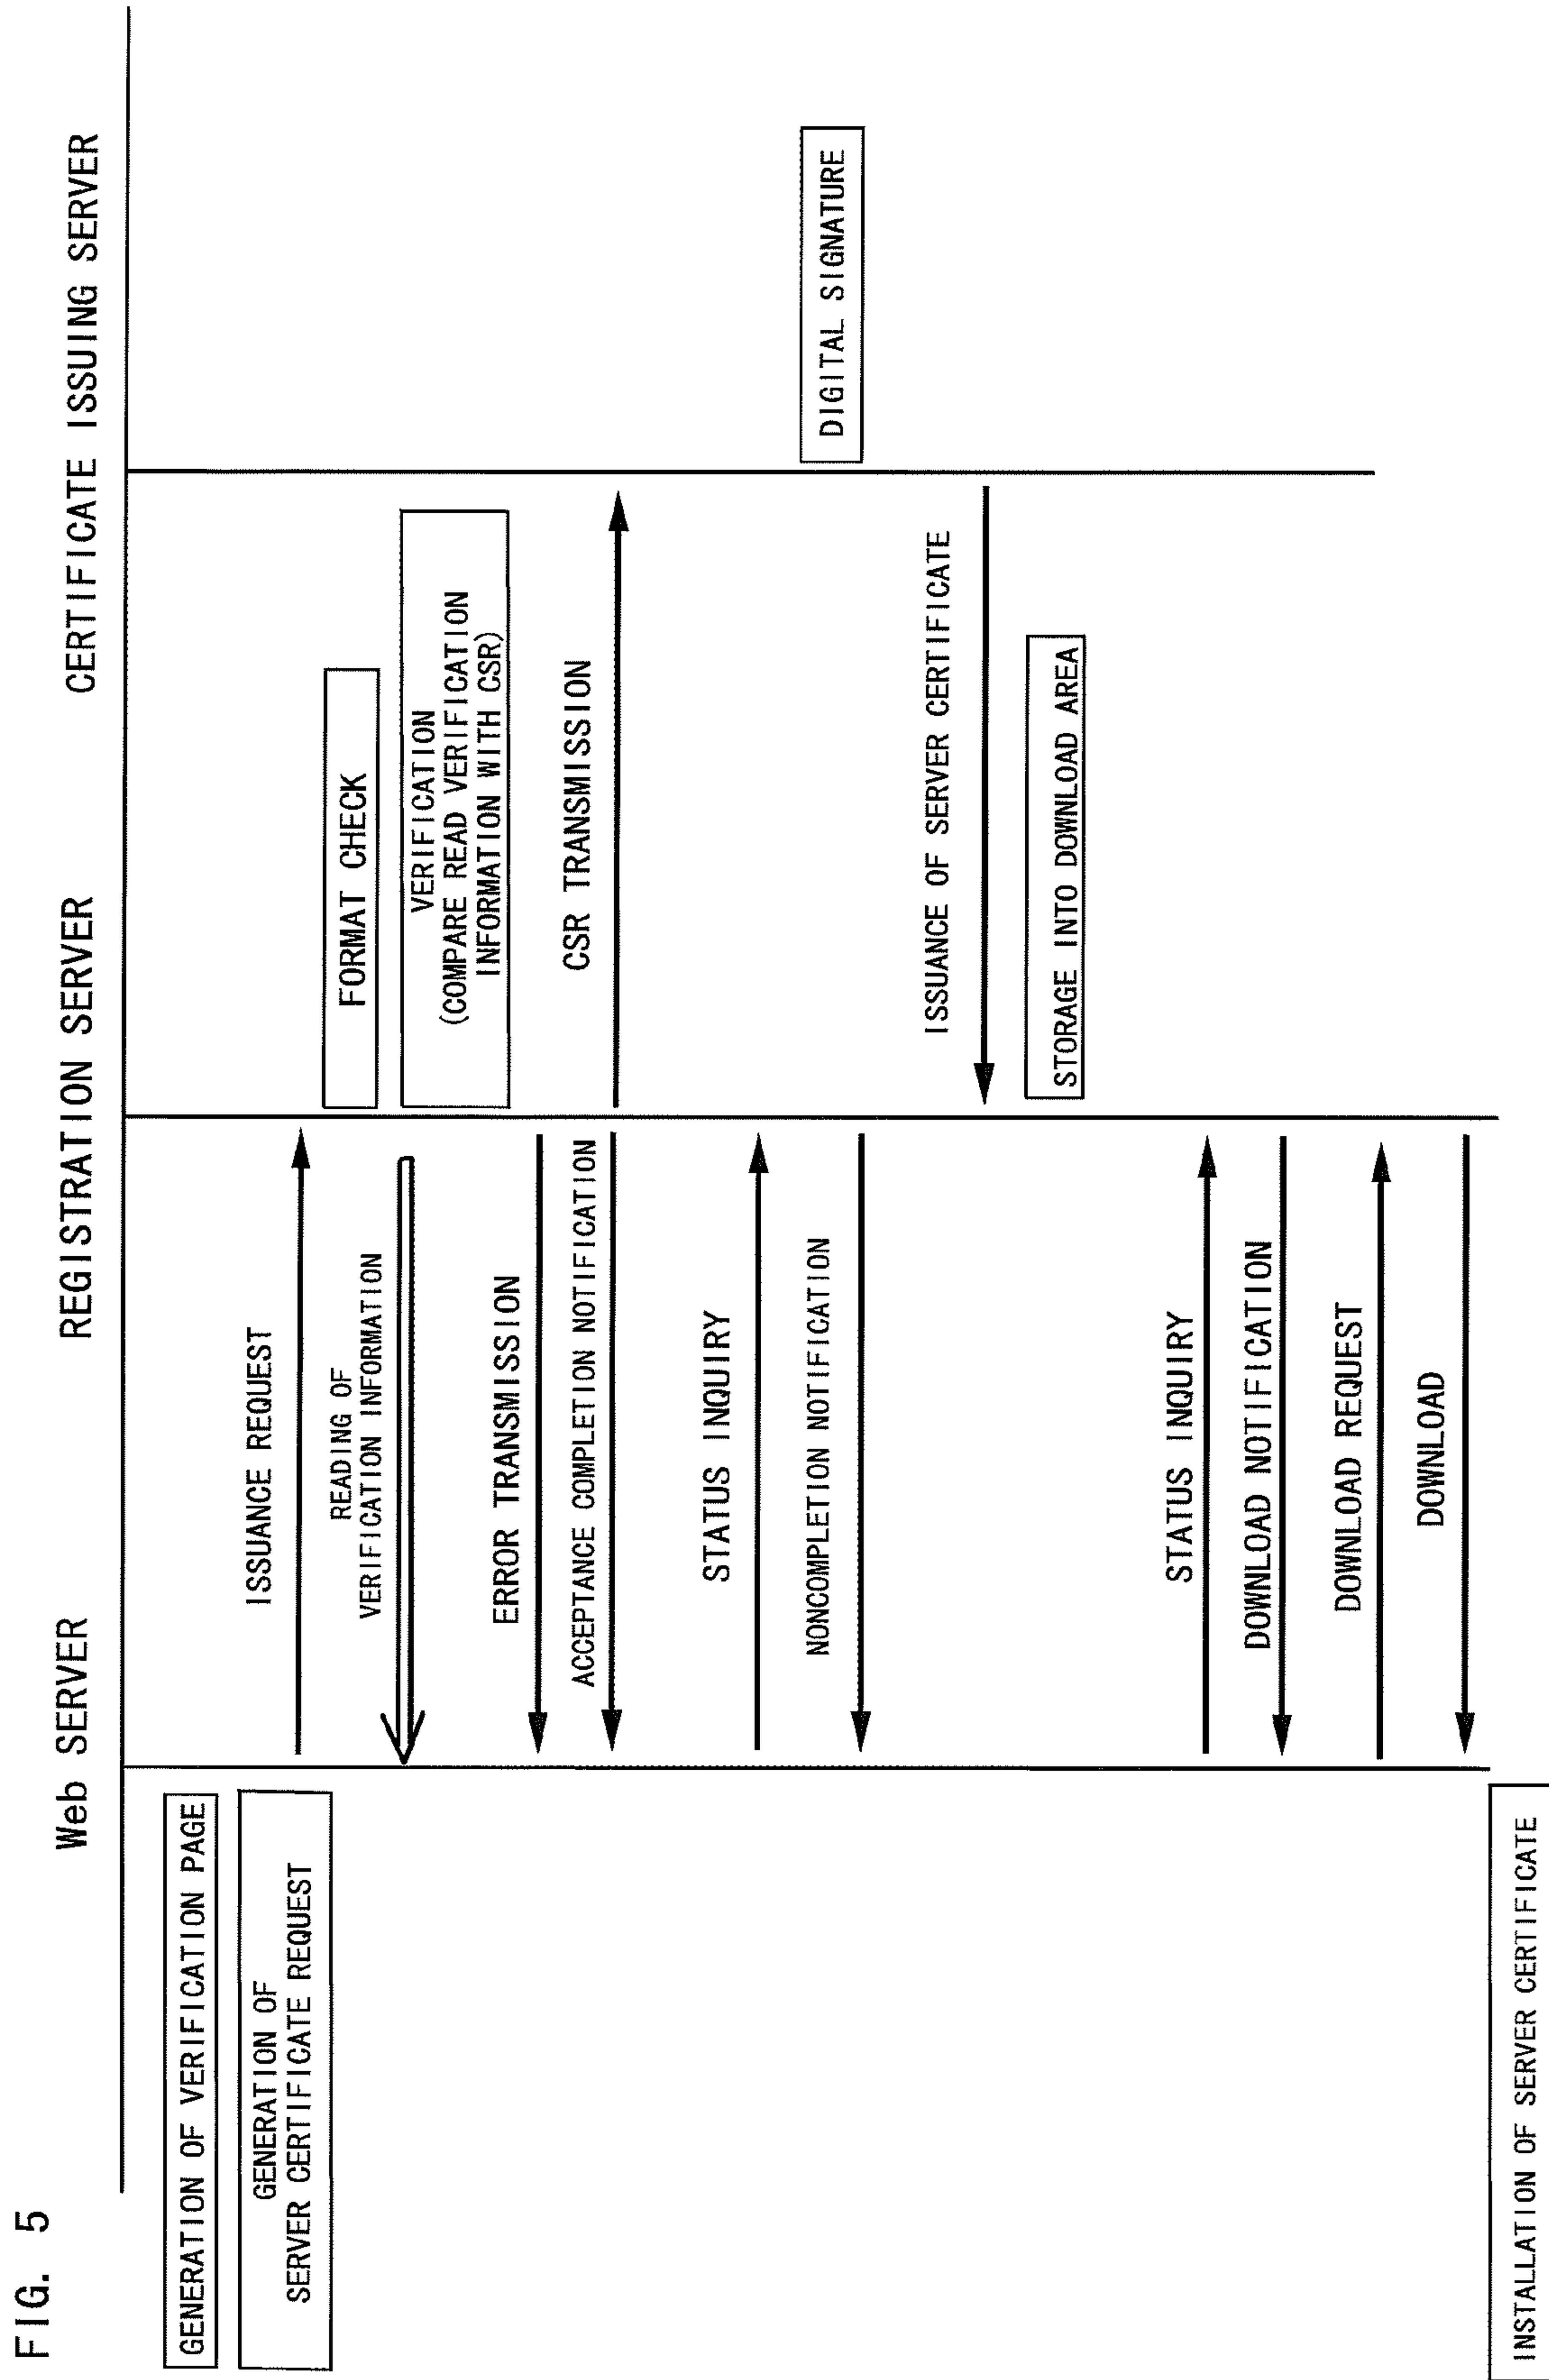 FIG. 5
Web SERVER
REGISTRATION SERVER
CERTIFICATE ISSUING SERVER
GENERATION OF VERIFICATION PAGE
GENERATION OF
SERVER CERTIFICATE REQUEST
ISSUANCE REQUEST
FORMAT CHECK
READING OF
VERIFICATION INFORMATION
VERIFICATION
(COMPARE READ VERIFICATION
INFORMATION WITH CSR)
ERROR TRANSMISSION
ACCEPTANCE COMPLETION NOTIFICATION
CSR TRANSMISSION
STATUS INQUIRY
NONCOMPLETION NOTIFICATION
DIGITAL SIGNATURE
ISSUANCE OF SERVER CERTIFICATE
STORAGE INTO DOWNLOAD AREA
STATUS INQUIRY
DOWNLOAD NOTIFICATION
DOWNLOAD REQUEST
DOWNLOAD
INSTALLATION OF SERVER CERTIFICATE